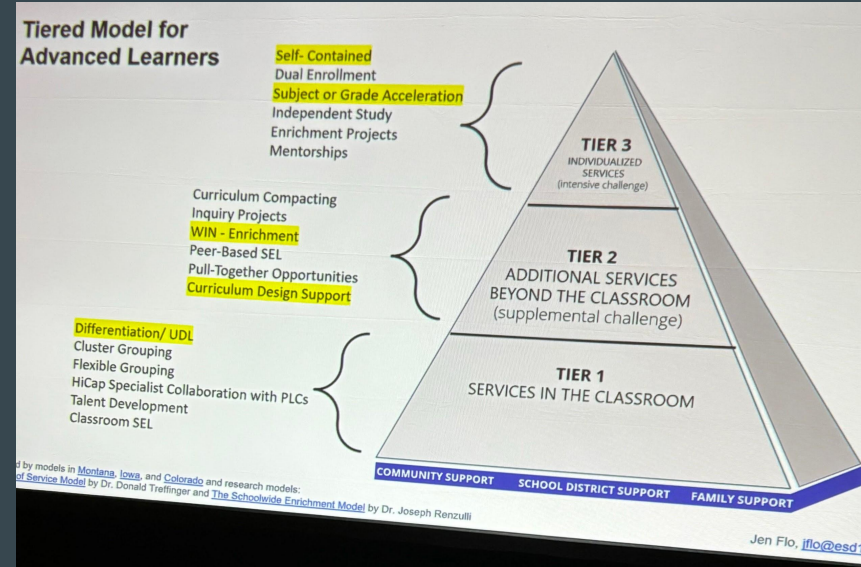 Tiered Model for
Advanced Learners
Self- Contained
Dual Enrollment
Subject or Grade Acceleration
Independent Study
Enrichment Projects
Mentorships
TIER 3
INDIVIDUALIZED
SERVICES
(intensive challenge)
Curriculum Compacting
Inquiry Projects
WIN - Enrichment
Peer-Based SEL
Pull-Together Opportunities
Curriculum Design Support
TIER 2
ADDITIONAL SERVICES
BEYOND THE CLASSROOM
(supplemental challenge)
Differentiation/ UDL
Cluster Grouping
Flexible Grouping
HiCap Specialist Collaboration with PLCs
Talent Development
Classroom SEL
TIER 1
SERVICES IN THE CLASSROOM
COMMUNITY SUPPORT SCHOOL DISTRICT SUPPORT FAMILY SUPPORT
by models in Montana, Iowa, and Colorado and research models:
of Service Model by Dr. Donald Treffinger and The Schoolwide Enrichment Model by Dr. Joseph Renzulli
Jen Flo, jflo@esd1